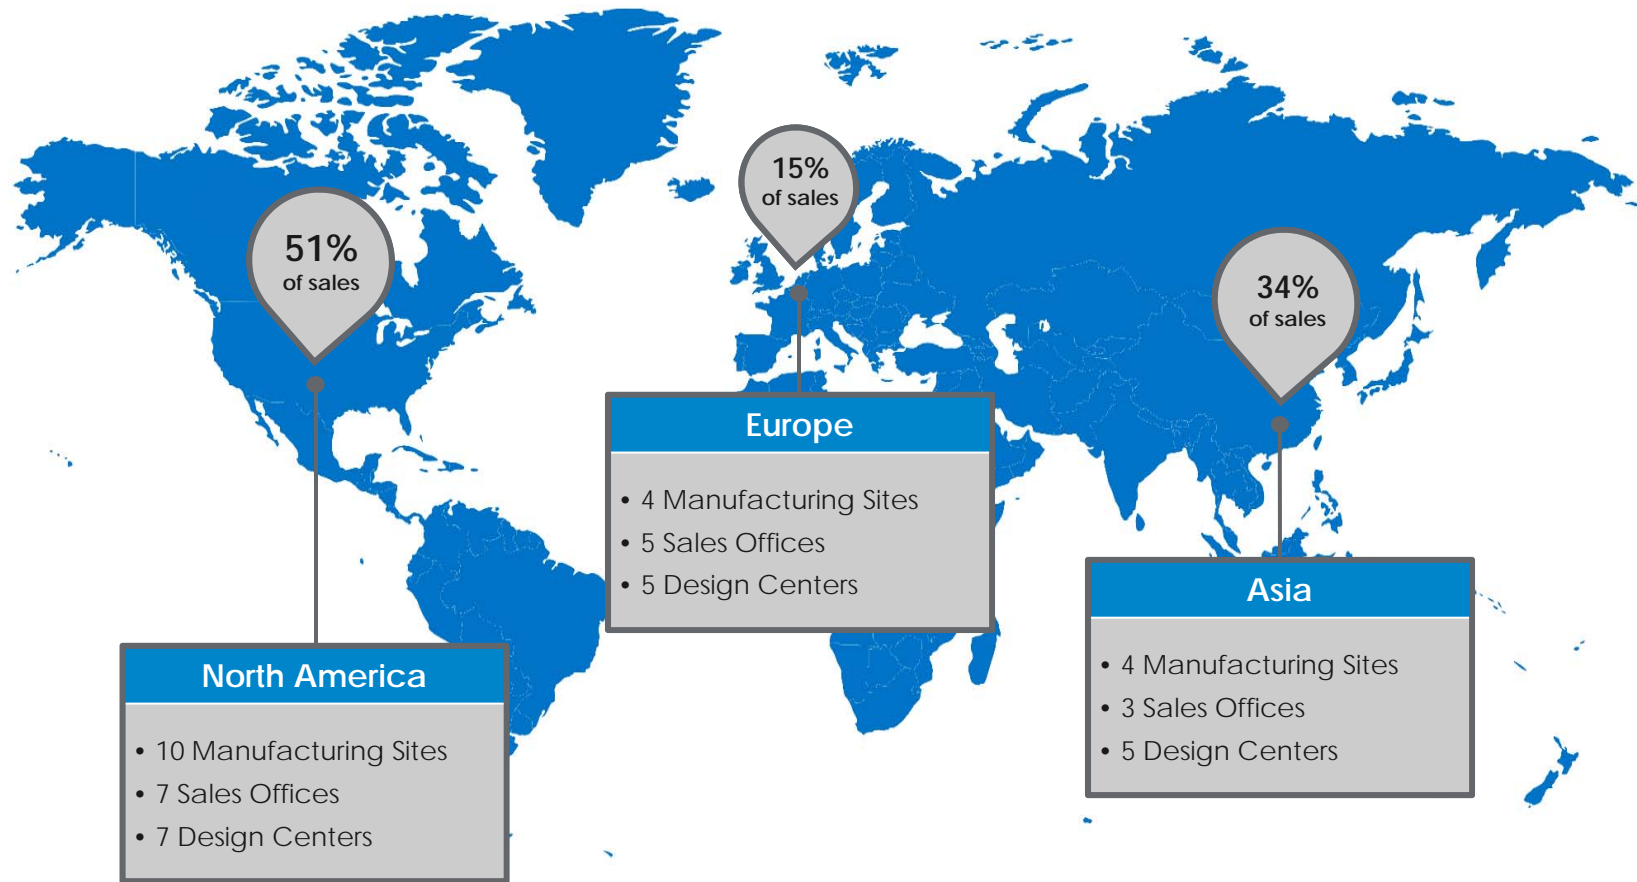 51%
of sales
North America
• 10 Manufacturing Sites
• 7 Sales Offices
• 7 Design Centers
15%
of sales
Europe
• 4 Manufacturing Sites
• 5 Sales Offices
• 5 Design Centers
34%
of sales
Asia
• 4 Manufacturing Sites
• 3 Sales Offices
• 5 Design Centers